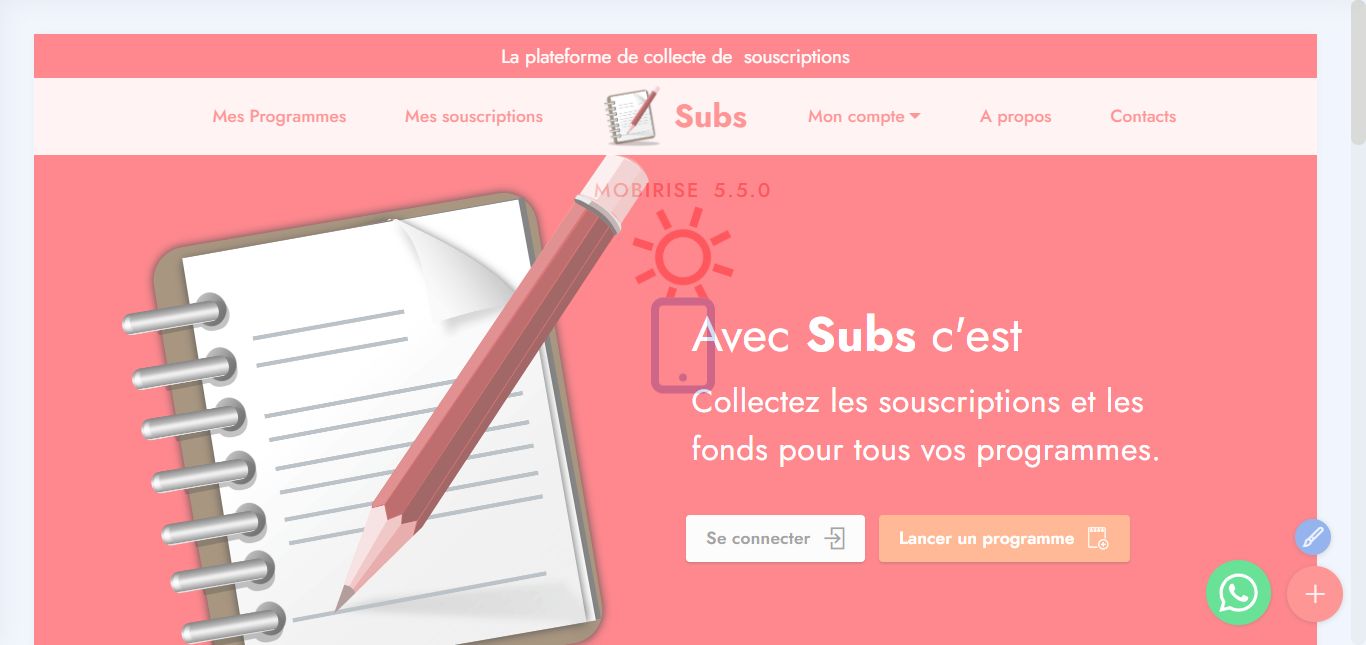 La plateforme de collecte de  souscriptions
Mes Programmes Mes souscriptions Subs Mon compte A propos Contacts
MOBIRISE 5.5.0
Avec Subs c'est
Collectez les souscriptions et les
fonds pour tous vos programmes.
Se connecter Lancer un programme